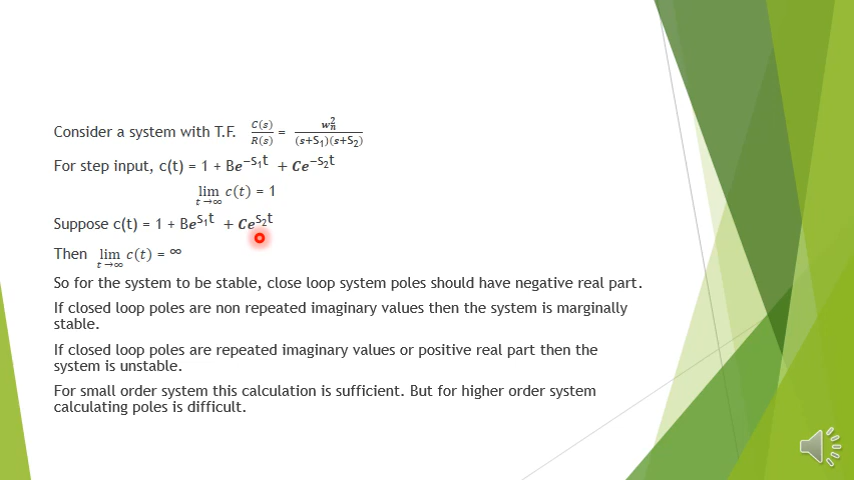 Consider a system with T.F. C(s)/R(s) = w_n^2/((s+S₁)(s+S₂))
For step input, c(t) = 1 + Be^{−S₁t} + Ce^{−S₂t}
lim_{t→∞} c(t) = 1
Suppose c(t) = 1 + Be^{S₁t} + Ce^{S₂t}
Then lim_{t→∞} c(t) = ∞
So for the system to be stable, close loop system poles should have negative real part.
If closed loop poles are non repeated imaginary values then the system is marginally
stable.
If closed loop poles are repeated imaginary values or positive real part then the
system is unstable.
For small order system this calculation is sufficient. But for higher order system
calculating poles is difficult.